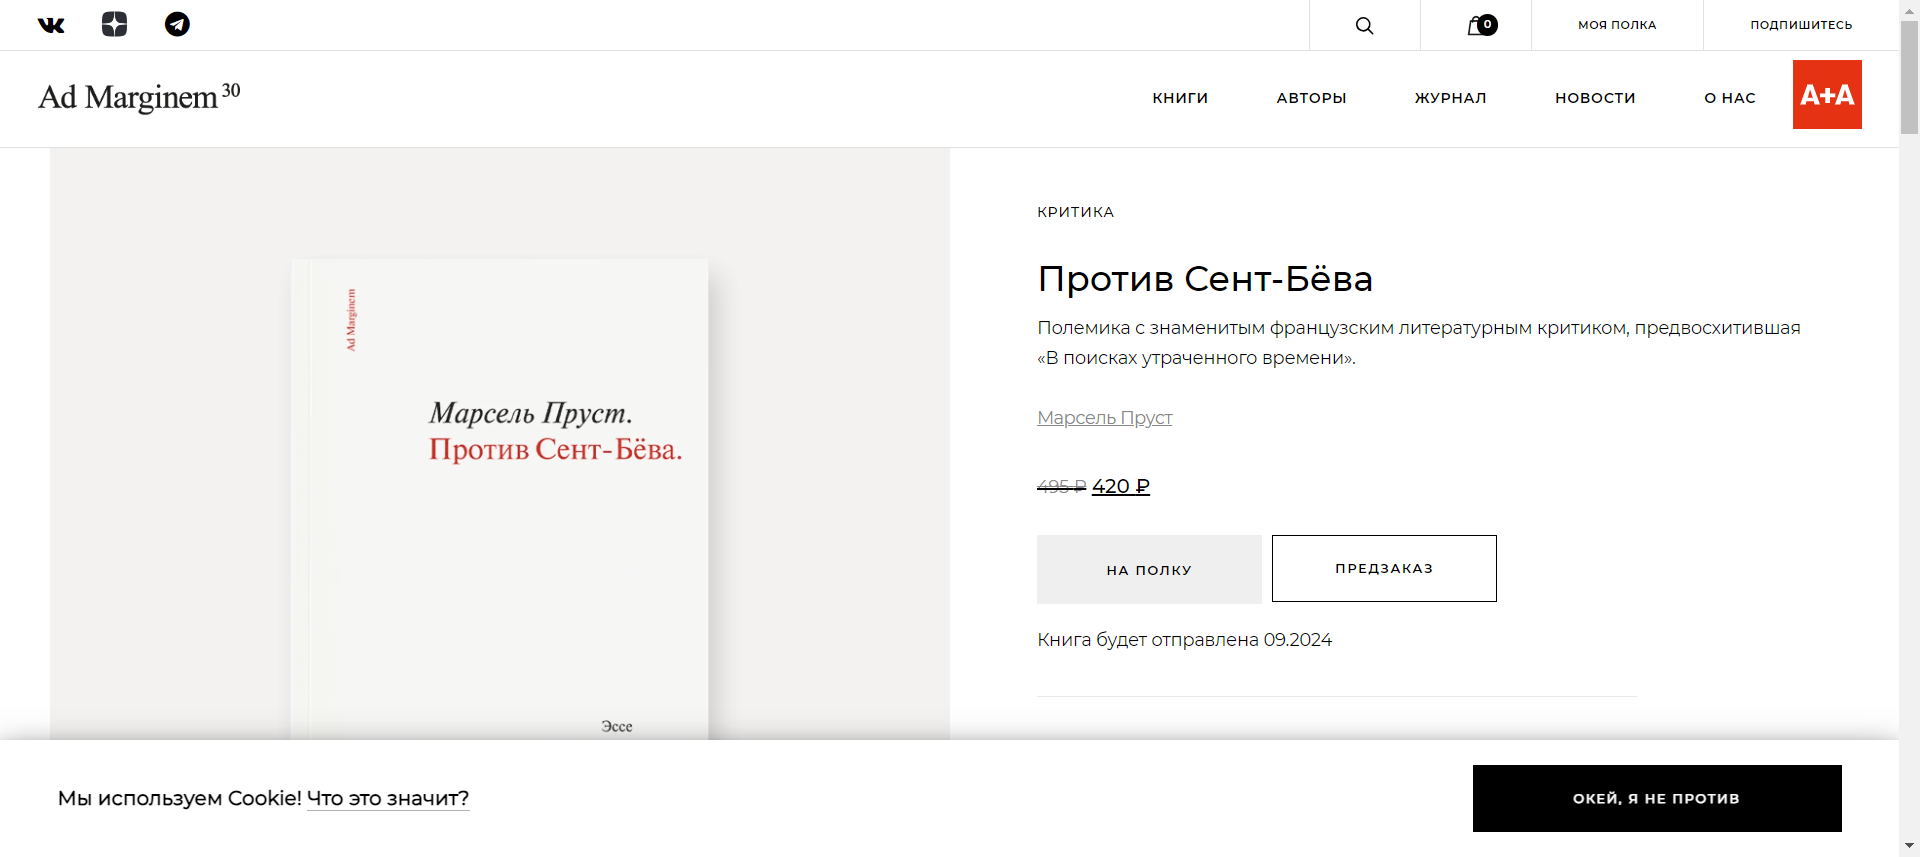 0
МОЯ ПОЛКА
ПОДПИШИТЕСЬ
Ad Marginem 30
КНИГИ
АВТОРЫ
ЖУРНАЛ
НОВОСТИ
О НАС
A+A
Ad Marginem
Марсель Пруст.
Против Сент-Бёва.
Эссе
КРИТИКА
Против Сент-Бёва
Полемика с знаменитым французским литературным критиком, предвосхитившая
«В поисках утраченного времени».
Марсель Пруст
495 ₽ 420 ₽
НА ПОЛКУ
ПРЕДЗАКАЗ
Книга будет отправлена 09.2024
Мы используем Cookie! Что это значит?
ОКЕЙ, Я НЕ ПРОТИВ